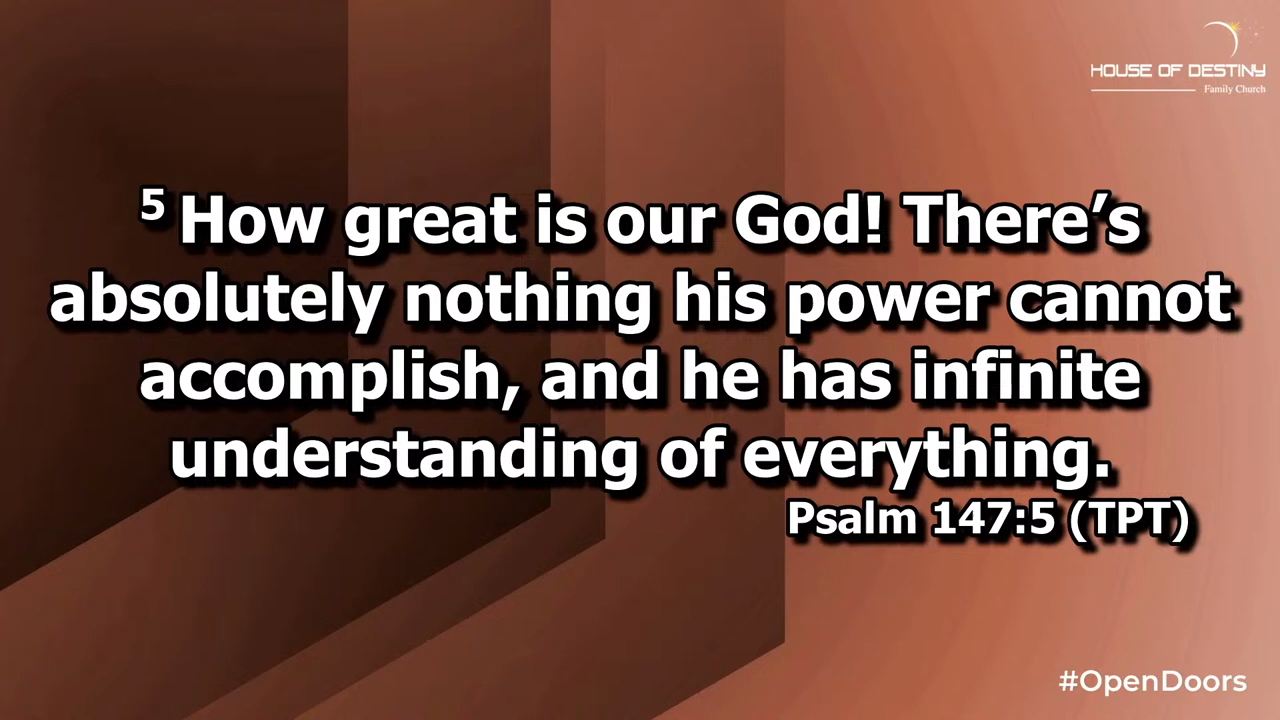 HOUSE OF DESTINY
Family Church
5 How great is our God! There’s
absolutely nothing his power cannot
accomplish, and he has infinite
understanding of everything.
Psalm 147:5 (TPT)
#OpenDoors